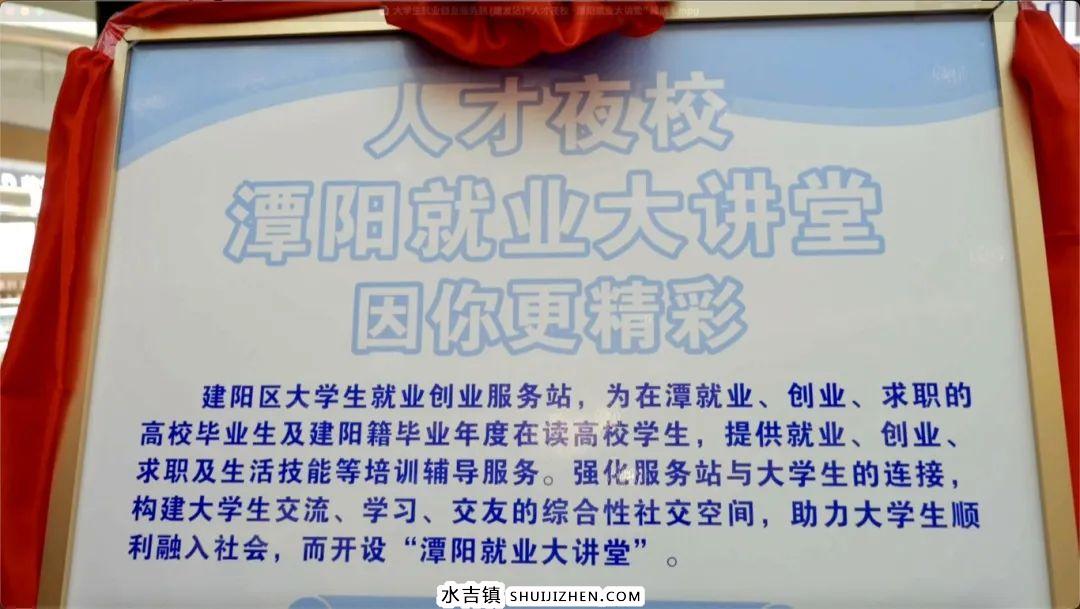 人才夜校
潭阳就业大讲堂
因你更精彩
建阳区大学生就业创业服务站，为在潭就业、创业、求职的
高校毕业生及建阳籍毕业年度在读高校学生，提供就业、创业、
求职及生活技能等培训辅导服务。强化服务站与大学生的连接，
构建大学生交流、学习、交友的综合性社交空间，助力大学生顺
利融入社会，而开设“潭阳就业大讲堂”。
水吉镇 SHUIJIZHEN.COM